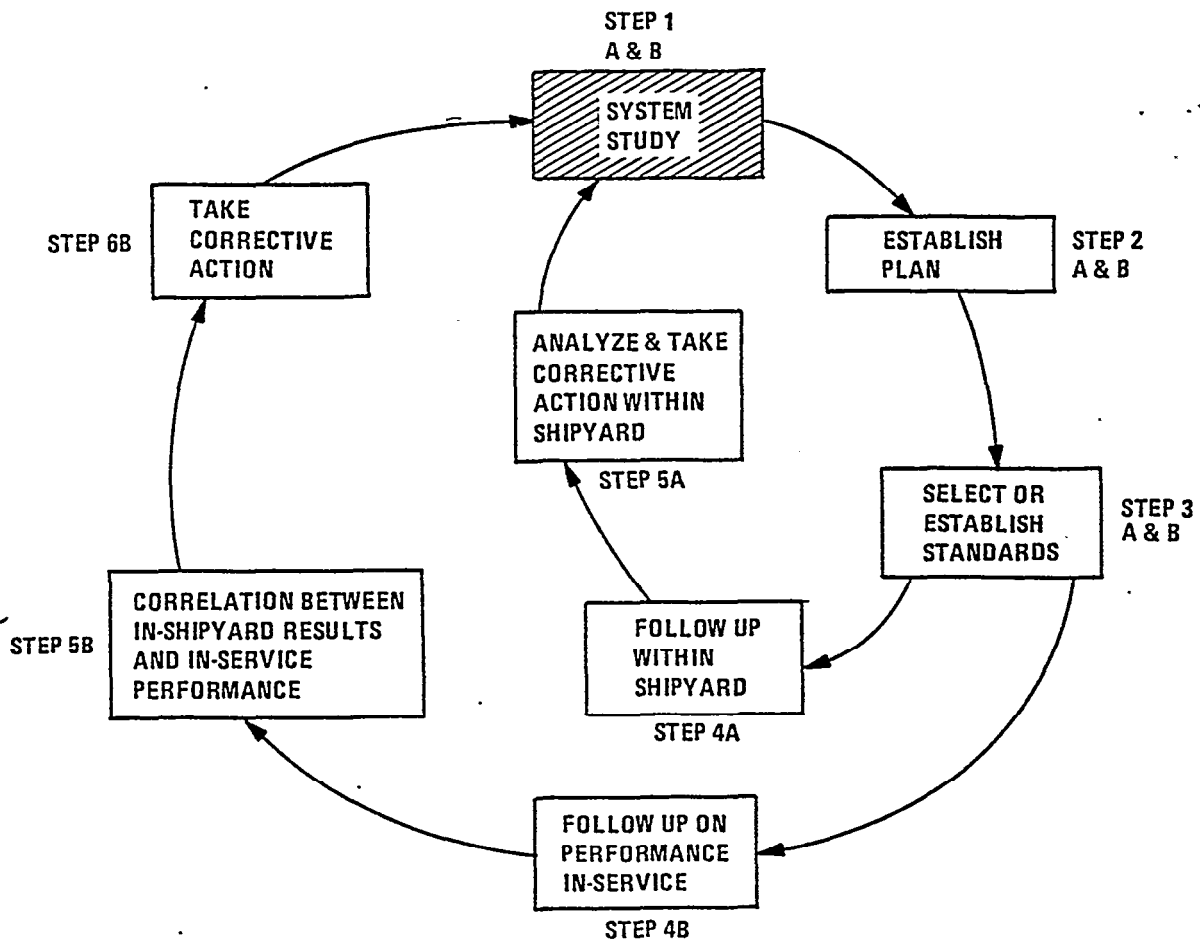 STEP 1
A & B
SYSTEM
STUDY
ESTABLISH
PLAN
STEP 2
A & B
SELECT OR
ESTABLISH
STANDARDS
STEP 3
A & B
FOLLOW UP
WITHIN
SHIPYARD
STEP 4A
ANALYZE & TAKE
CORRECTIVE
ACTION WITHIN
SHIPYARD
STEP 5A
FOLLOW UP ON
PERFORMANCE
IN-SERVICE
STEP 4B
STEP 5B
CORRELATION BETWEEN
IN-SHIPYARD RESULTS
AND IN-SERVICE
PERFORMANCE
STEP 6B
TAKE
CORRECTIVE
ACTION